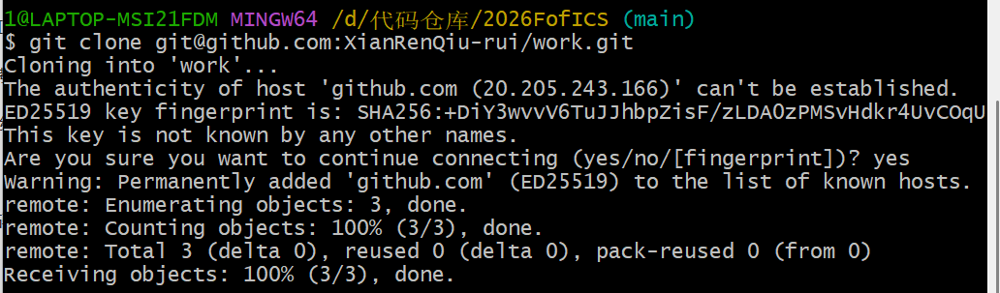 1@LAPTOP-MSI21FDM MINGW64 /d/代码仓库/2026FofICS (main)
$ git clone git@github.com:XianRenQiu-rui/work.git
Cloning into 'work'...
The authenticity of host 'github.com (20.205.243.166)' can't be established.
ED25519 key fingerprint is: SHA256:+DiY3wvvV6TuJJhbpZisF/zLDA0zPMSvHdkr4UvCOqU
This key is not known by any other names.
Are you sure you want to continue connecting (yes/no/[fingerprint])? yes
Warning: Permanently added 'github.com' (ED25519) to the list of known hosts.
remote: Enumerating objects: 3, done.
remote: Counting objects: 100% (3/3), done.
remote: Total 3 (delta 0), reused 0 (delta 0), pack-reused 0 (from 0)
Receiving objects: 100% (3/3), done.